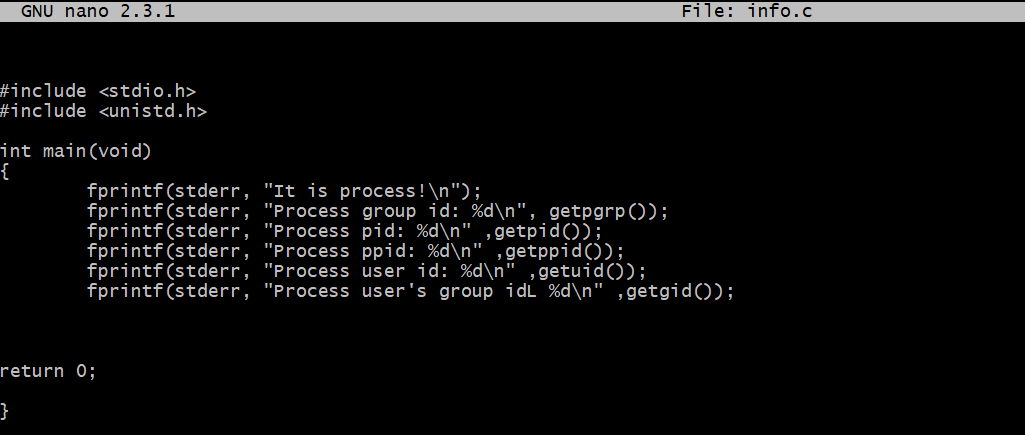 GNU nano 2.3.1 File: info.c
#include <stdio.h>
#include <unistd.h>
int main(void)
{
fprintf(stderr, "It is process!\n");
fprintf(stderr, "Process group id: %d\n", getpgrp());
fprintf(stderr, "Process pid: %d\n" ,getpid());
fprintf(stderr, "Process ppid: %d\n" ,getppid());
fprintf(stderr, "Process user id: %d\n" ,getuid());
fprintf(stderr, "Process user's group idL %d\n" ,getgid());
return 0;
}